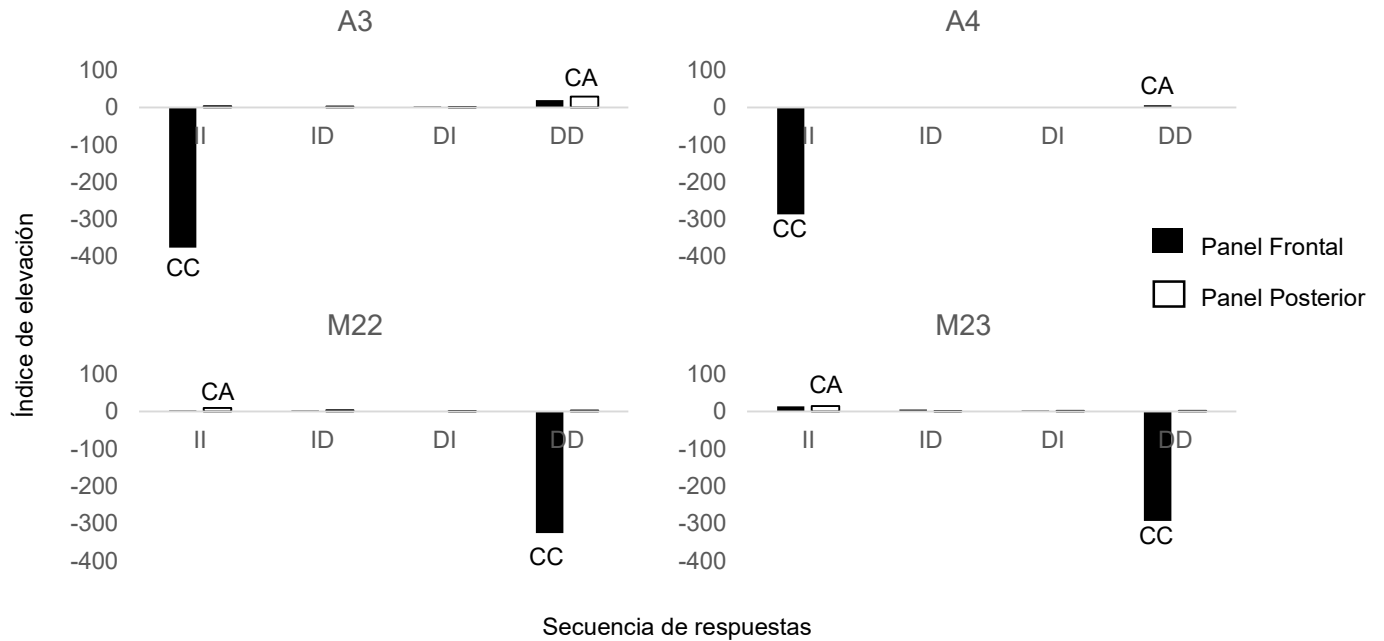 A3
100
0
-100
-200
-300
-400
II
ID
DI
DD
CC
CA
A4
100
0
-100
-200
-300
-400
II
ID
DI
DD
CC
CA
Índice de elevación
Panel Frontal
Panel Posterior
M22
100
0
-100
-200
-300
-400
II
ID
DI
DD
CA
CC
M23
100
0
-100
-200
-300
-400
II
ID
DI
DD
CA
CC
Secuencia de respuestas